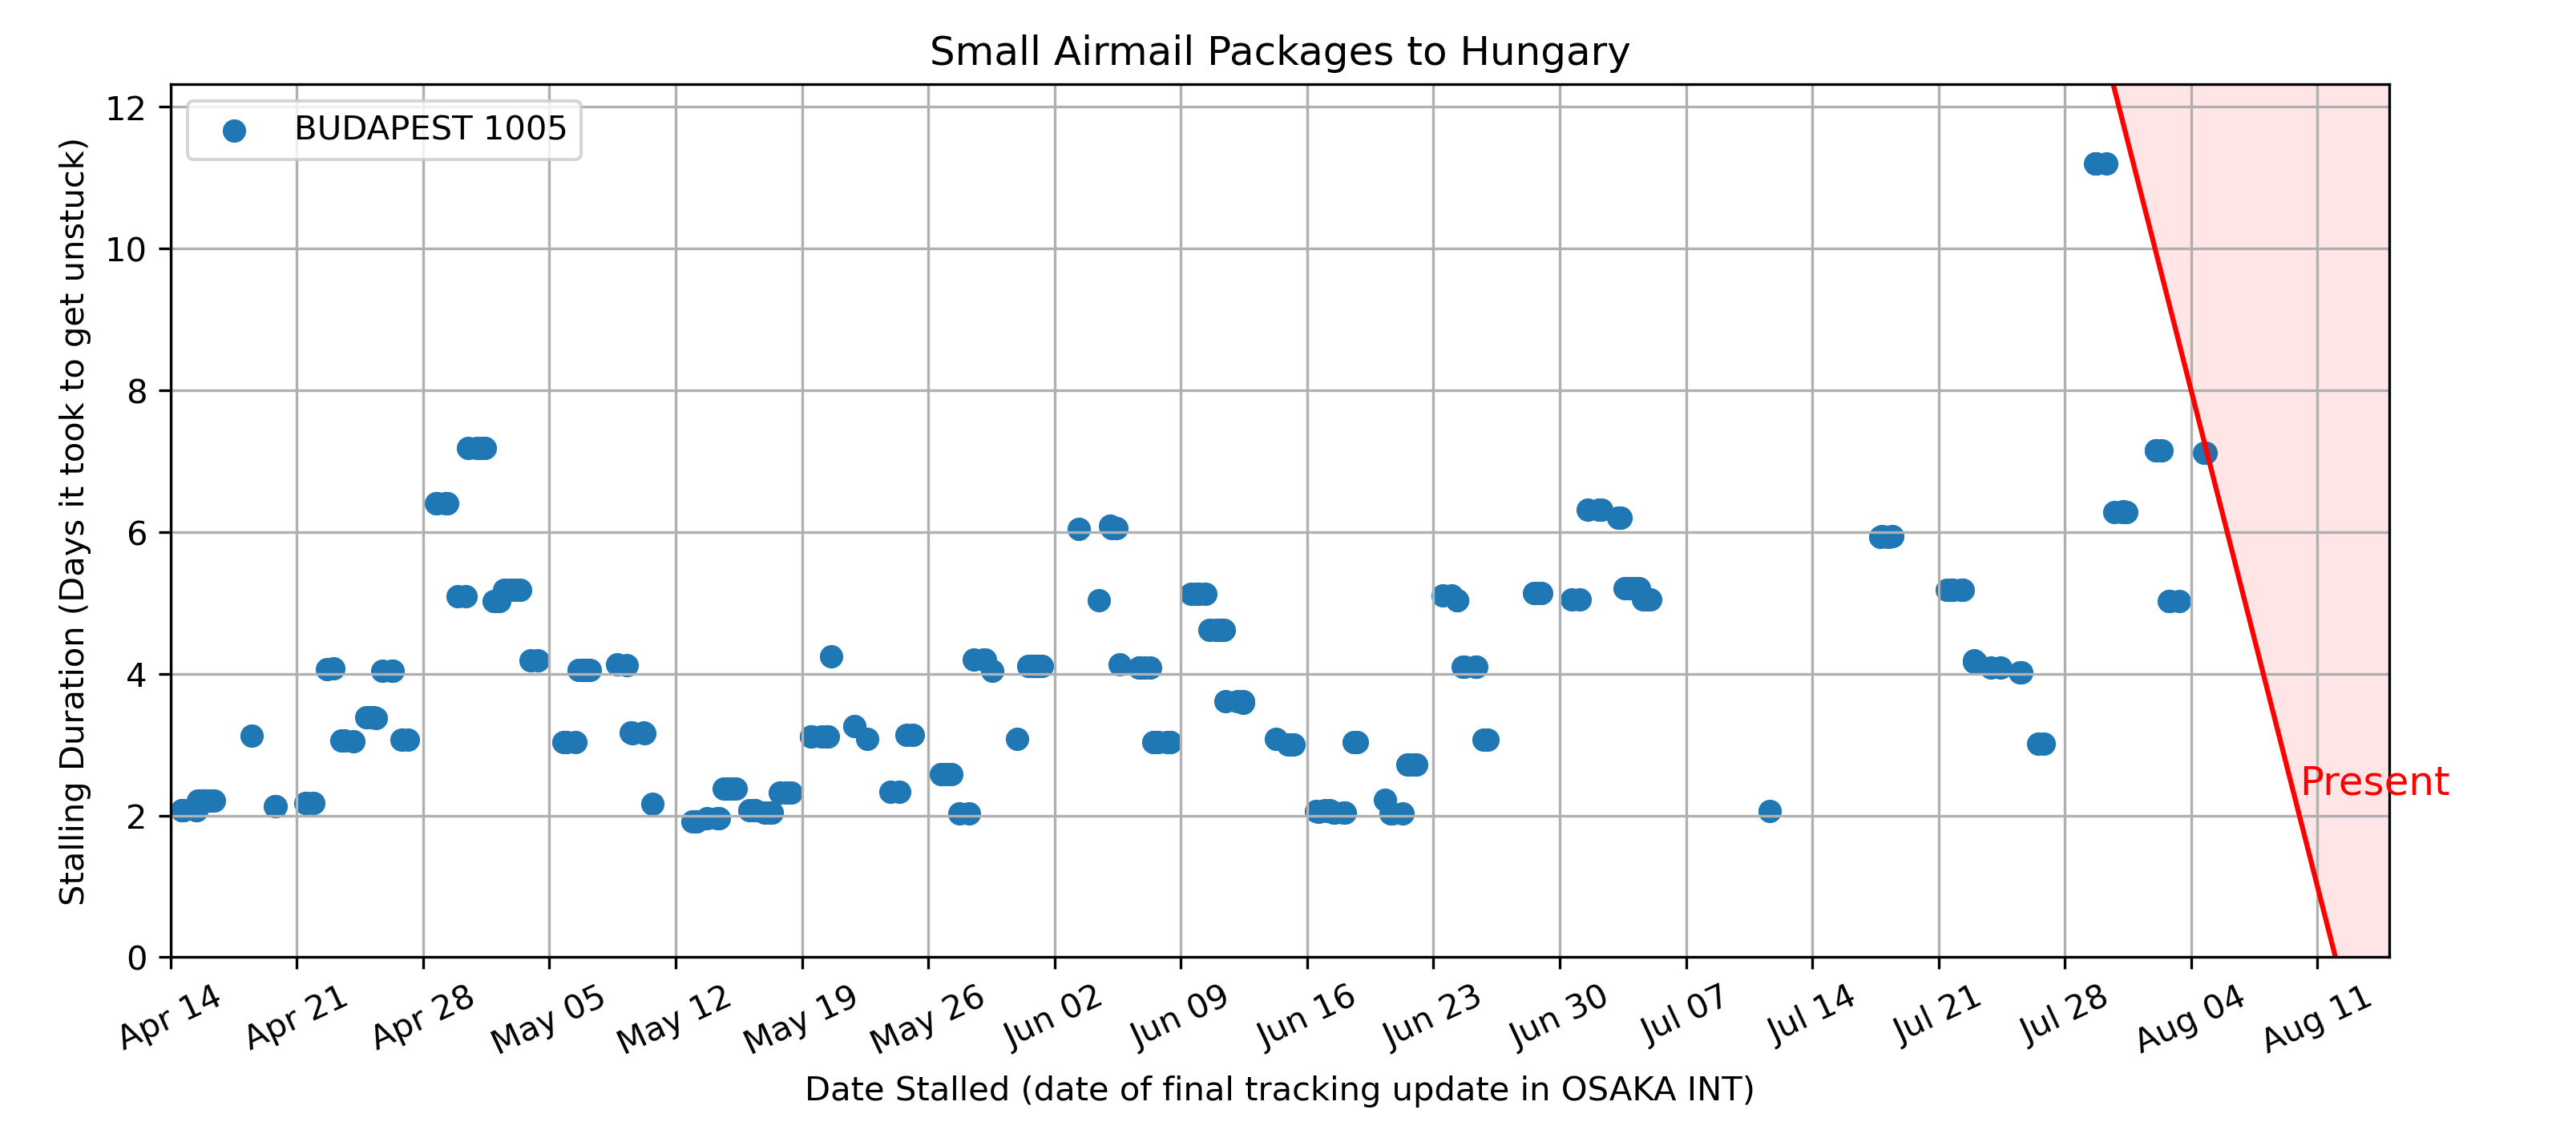 Small Airmail Packages to Hungary
BUDAPEST 1005
Stalling Duration (Days it took to get unstuck)
12
10
8
6
4
2
0
Present
Apr 14 Apr 21 Apr 28 May 05 May 12 May 19 May 26 Jun 02 Jun 09 Jun 16 Jun 23 Jun 30 Jul 07 Jul 14 Jul 21 Jul 28 Aug 04 Aug 11
Date Stalled (date of final tracking update in OSAKA INT)